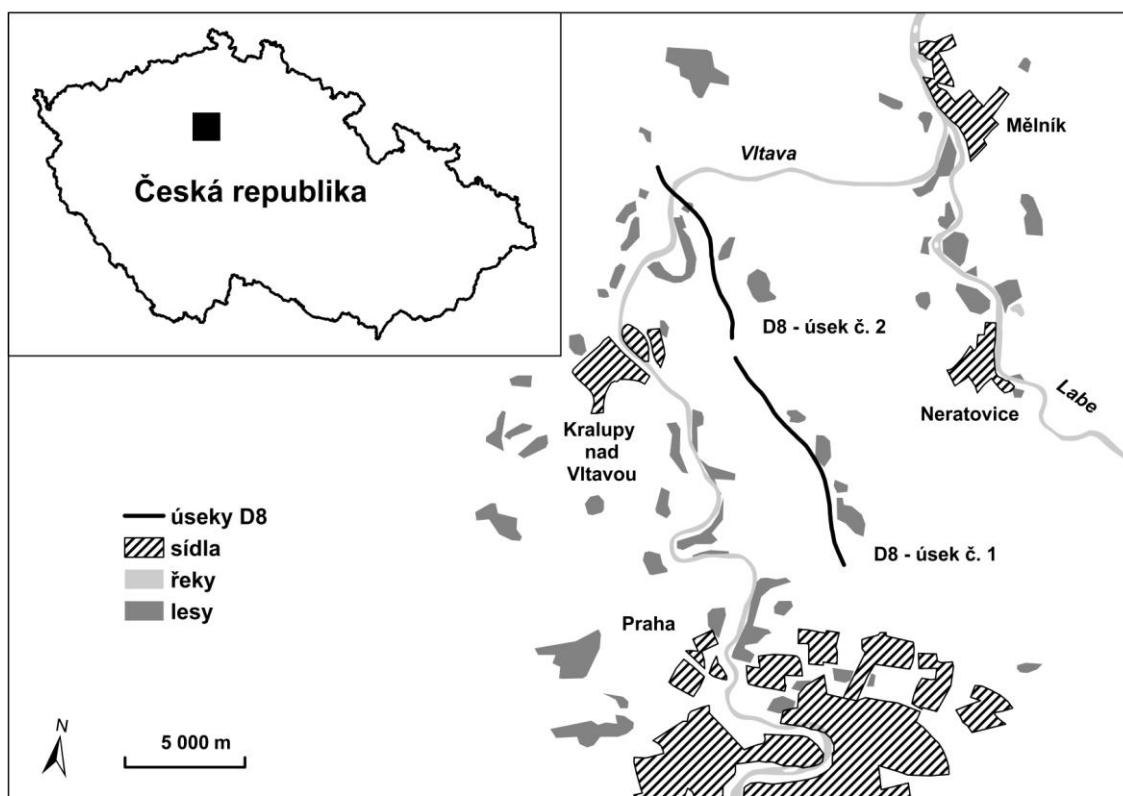 Česká republika
Vltava
Mělník
D8 - úsek č. 2
Kralupy
nad
Vltavou
Neratovice
Labe
úseky D8
sídla
řeky
lesy
D8 - úsek č. 1
Praha
N
5 000 m